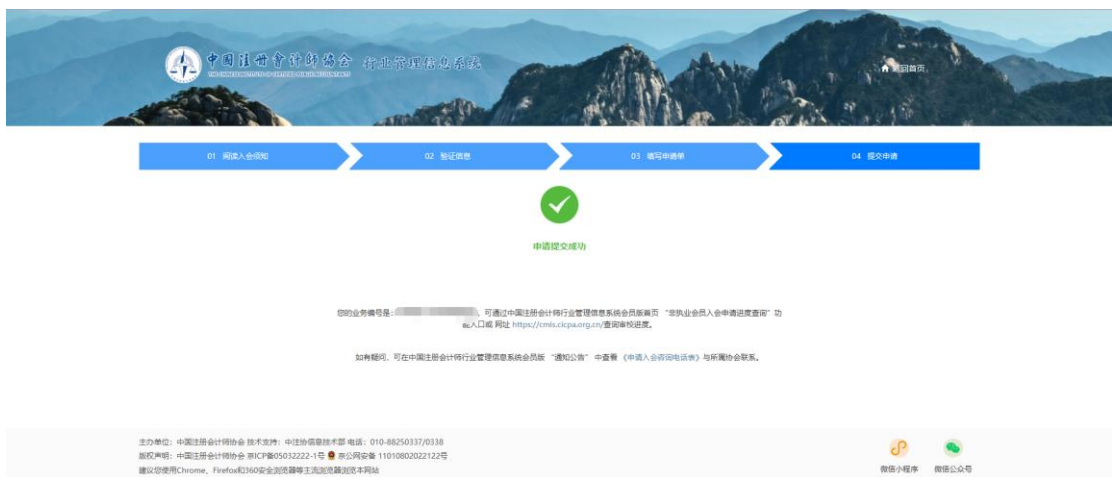 中国注册會计師協会 行业管理信息系统
THE CHINESE INSTITUTE OF CERTIFIED PUBLIC ACCOUNTANTS
返回首页
01 阅读入会须知
02 验证信息
03 填写申请单
04 提交申请
申请提交成功
您的业务编号是: ,可通过中国注册会计师行业管理信息系统会员版首页 “非执业会员入会申请进度查询” 功
能入口或 网址 https://cmis.cicpa.org.cn/查询审核进度。
如有疑问,可在中国注册会计师行业管理信息系统会员版 “通知公告” 中查看 《申请入会咨询电话表》与所属协会联系。
主办单位:中国注册会计师协会 技术支持:中注协信息技术部 电话:010-88250337/0338
版权声明:中国注册会计师协会 京ICP备05032222-1号 京公网安备 11010802022122号
建议您使用Chrome、Firefox和360安全浏览器等主流浏览器浏览本网站
微信小程序
微信公众号